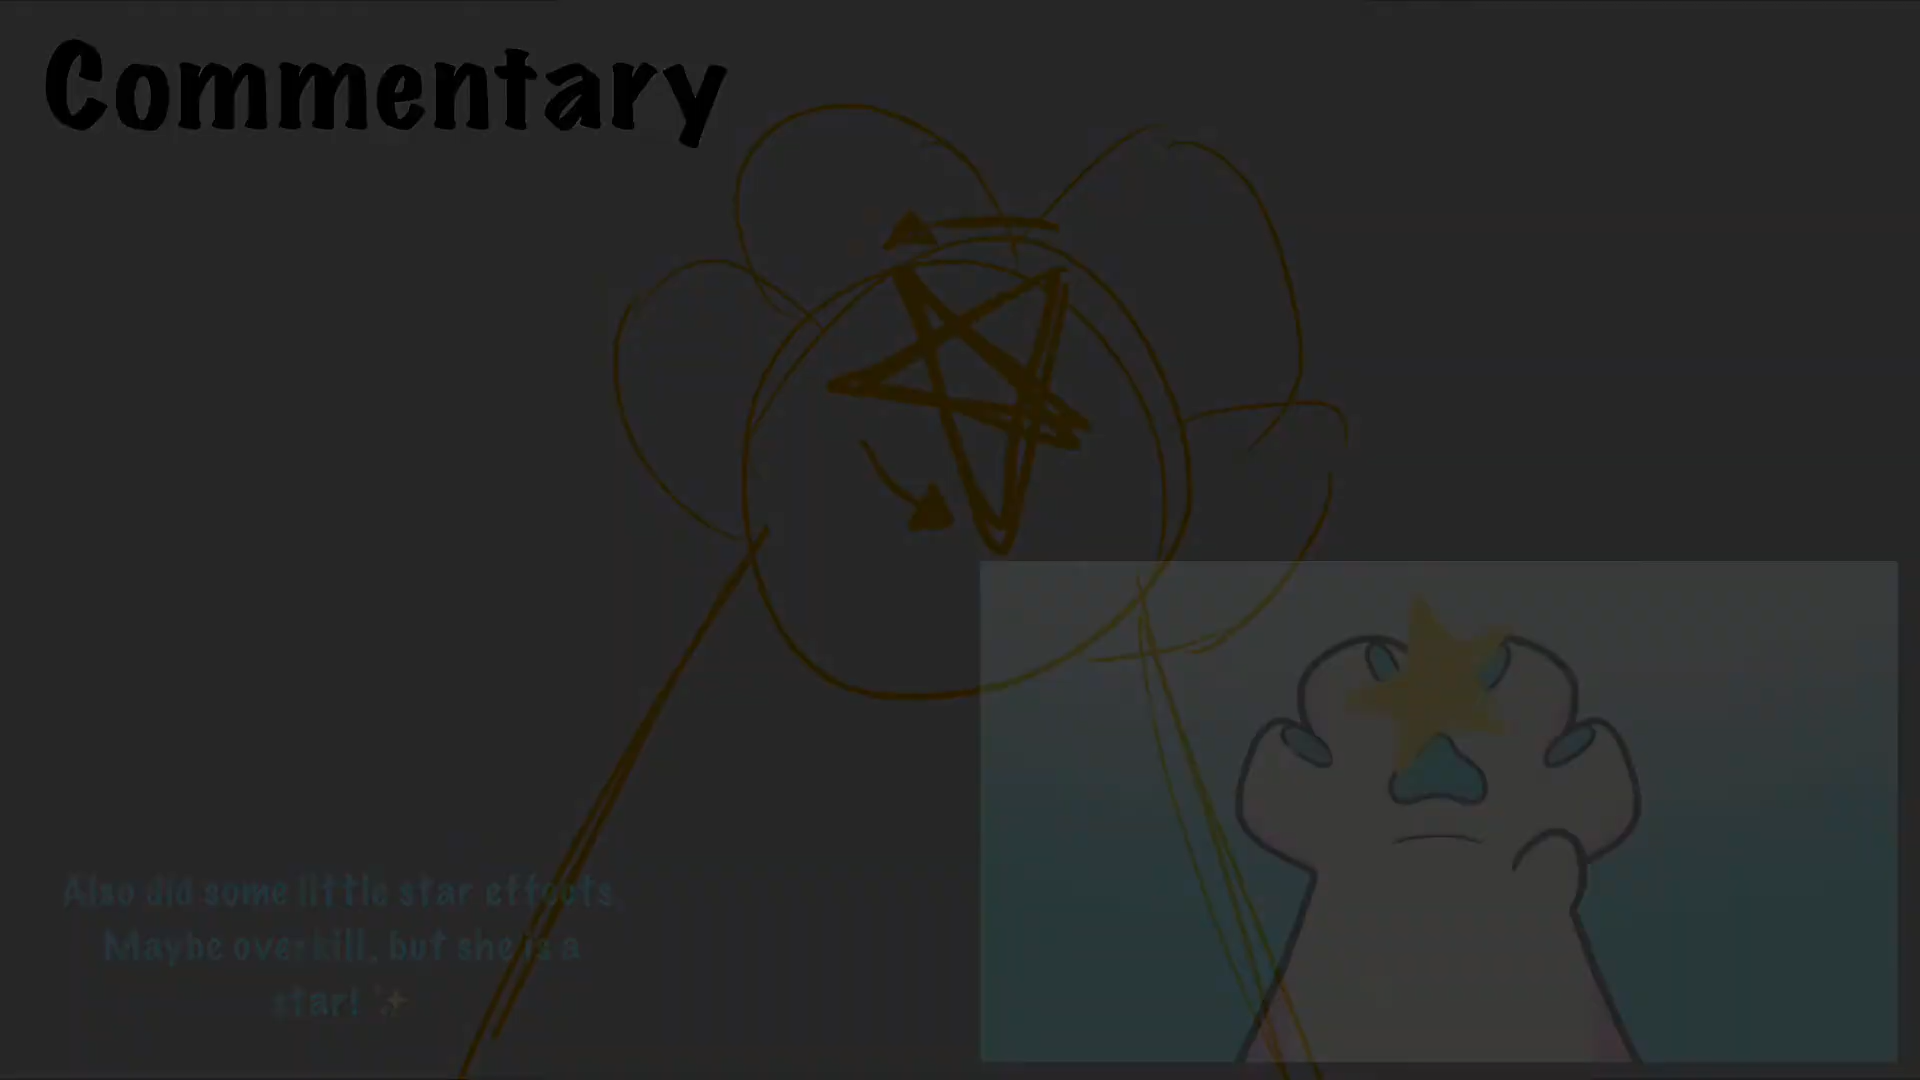 Commentary
Also did some little star effects.
Maybe overkill, but she is a
star! ✨